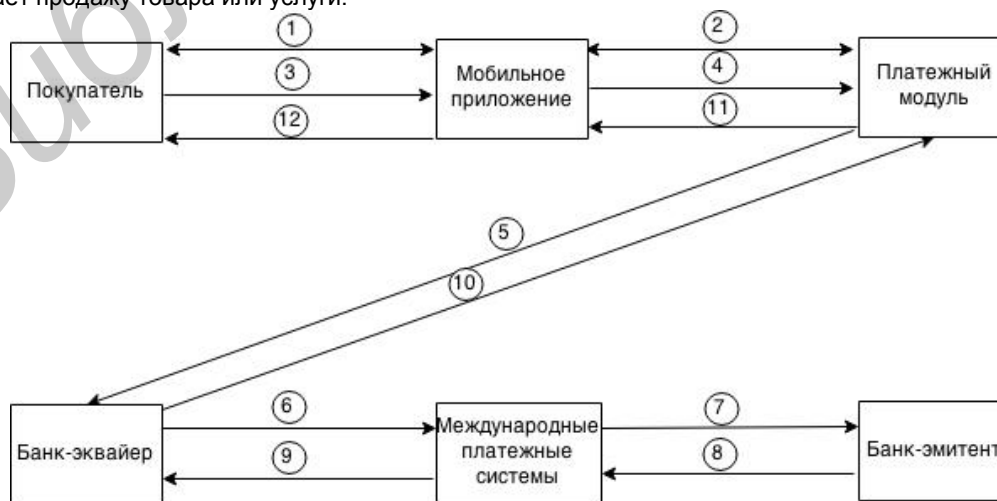 ает продажу товара или услуги.
1
2
Покупатель
3
Мобильное
приложение
4
Платежный
модуль
12
11
5
10
Банк-эквайер
6
Международные
платежные
системы
7
Банк-эмитент
9
8